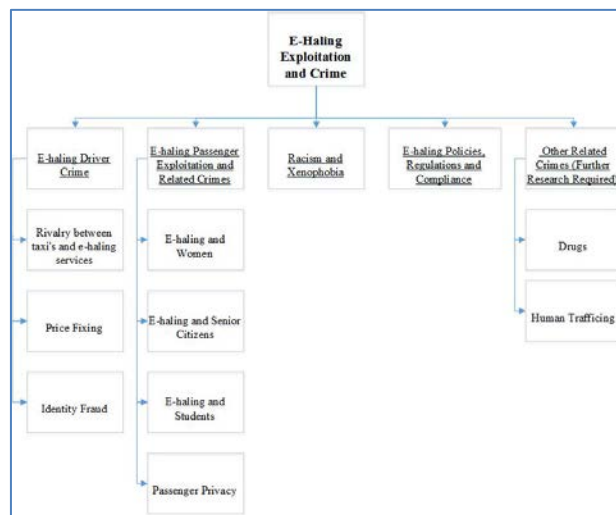 E-Haling
Exploitation
and Crime
E-haling Driver
Crime
E-haling Passenger
Exploitation and
Related Crimes
Racism and
Xenophobia
E-haling Policies,
Regulations and
Compliance
Other Related
Crimes (Further
Research Required)
Rivalry between
taxi's and e-haling
services
E-haling and
Women
Drugs
Price Fixing
E-haling and Senior
Citizens
Human Trafficing
Identity Fraud
E-haling and
Students
Passenger Privacy